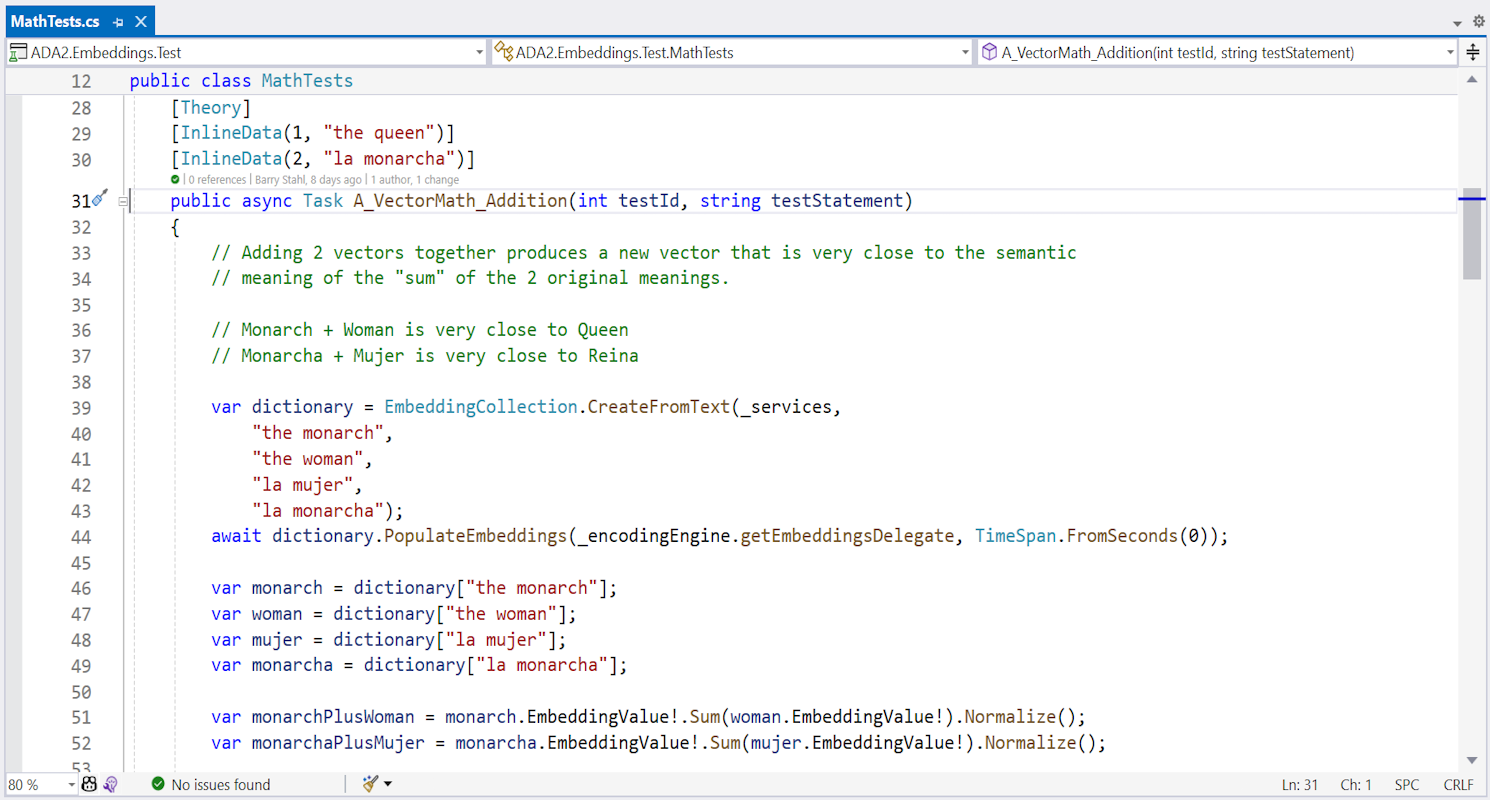 MathTests.cs
ADA2.Embeddings.Test ADA2.Embeddings.Test.MathTests A_VectorMath_Addition(int testId, string testStatement)
12 public class MathTests
28 [Theory]
29 [InlineData(1, "the queen")]
30 [InlineData(2, "la monarcha")]
| 0 references | Barry Stahl, 8 days ago | 1 author, 1 change
31 public async Task A_VectorMath_Addition(int testId, string testStatement)
32 {
33 // Adding 2 vectors together produces a new vector that is very close to the semantic
34 // meaning of the "sum" of the 2 original meanings.
35
36 // Monarch + Woman is very close to Queen
37 // Monarcha + Mujer is very close to Reina
38
39 var dictionary = EmbeddingCollection.CreateFromText(_services,
40 "the monarch",
41 "the woman",
42 "la mujer",
43 "la monarcha");
44 await dictionary.PopulateEmbeddings(_encodingEngine.getEmbeddingsDelegate, TimeSpan.FromSeconds(0));
45
46 var monarch = dictionary["the monarch"];
47 var woman = dictionary["the woman"];
48 var mujer = dictionary["la mujer"];
49 var monarcha = dictionary["la monarcha"];
50
51 var monarchPlusWoman = monarch.EmbeddingValue!.Sum(woman.EmbeddingValue!).Normalize();
52 var monarchaPlusMujer = monarcha.EmbeddingValue!.Sum(mujer.EmbeddingValue!).Normalize();
53
80 % No issues found Ln: 31 Ch: 1 SPC CRLF